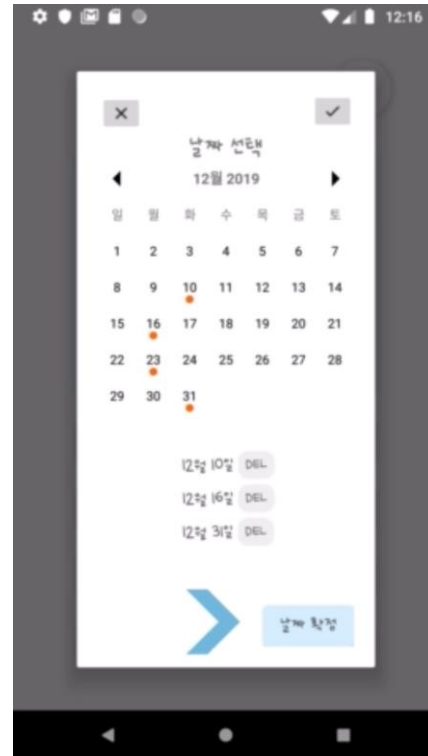 12:16
날짜 선택
12월 2019
일 월 화 수 목 금 토
1 2 3 4 5 6 7
8 9 10 11 12 13 14
15 16 17 18 19 20 21
22 23 24 25 26 27 28
29 30 31
12월 10일 DEL
12월 16일 DEL
12월 31일 DEL
날짜 확정